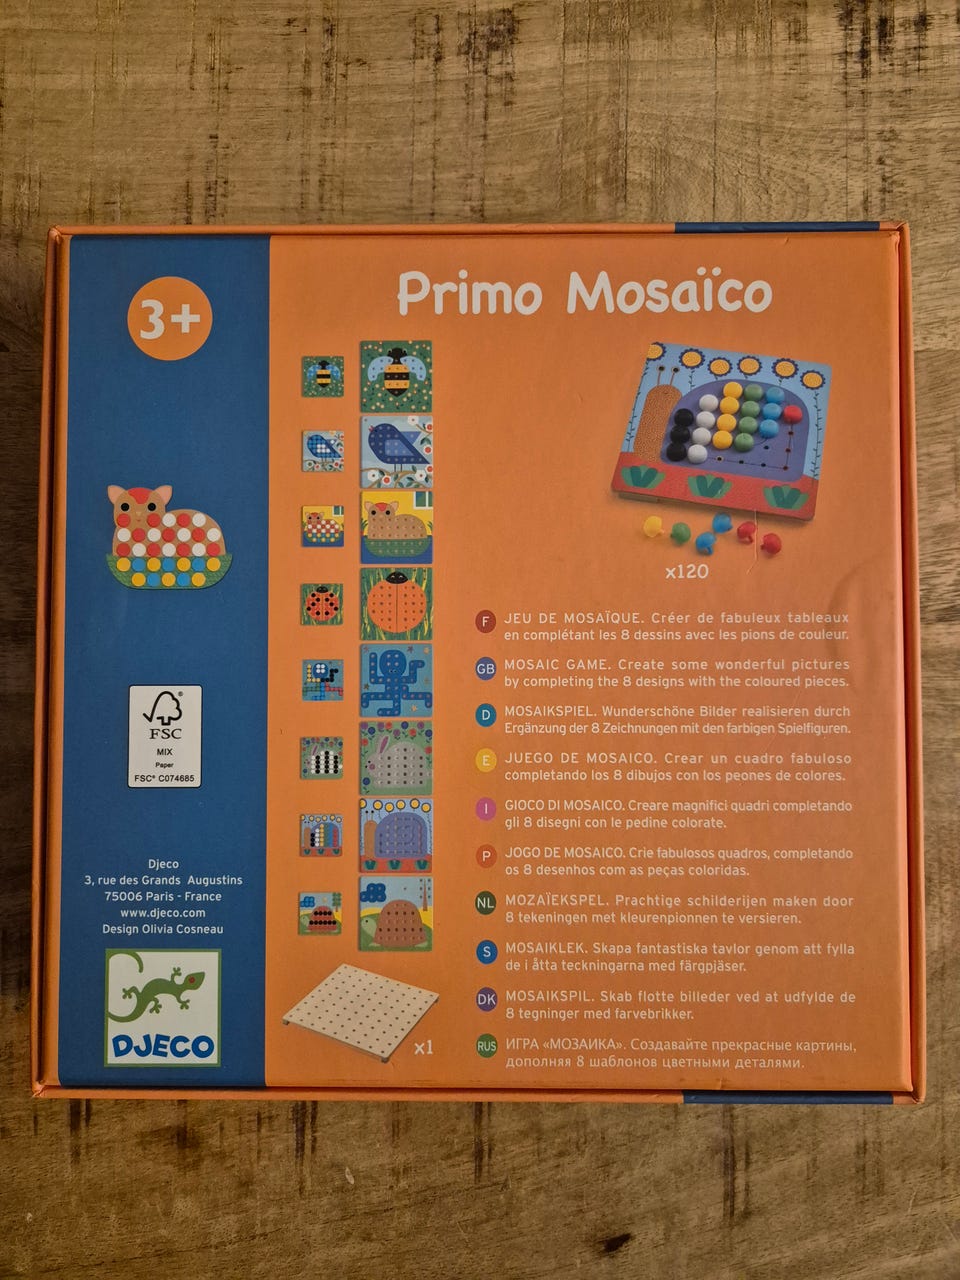 3+
Primo Mosaïco
x120
F JEU DE MOSAÏQUE. Créer de fabuleux tableaux
en complétant les 8 dessins avec les pions de couleur.
GB MOSAIC GAME. Create some wonderful pictures
by completing the 8 designs with the coloured pieces.
D MOSAIKSPIEL. Wunderschöne Bilder realisieren durch
Ergänzung der 8 Zeichnungen mit den farbigen Spielfiguren.
E JUEGO DE MOSAICO. Crear un cuadro fabuloso
completando los 8 dibujos con los peones de colores.
I GIOCO DI MOSAICO. Creare magnifici quadri completando
gli 8 disegni con le pedine colorate.
P JOGO DE MOSAICO. Crie fabulosos quadros, completando
os 8 desenhos com as peças coloridas.
NL MOZAÏEKSPEL. Prachtige schilderijen maken door
8 tekeningen met kleurenpionnen te versieren.
S MOSAIKLEK. Skapa fantastiska tavlor genom att fylla
de i åtta teckningarna med färgpjäser.
DK MOSAIKSPIL. Skab flotte billeder ved at udfylde de
8 tegninger med farvebrikker.
RUS ИГРА «МОЗАИКА». Создавайте прекрасные картины,
дополняя 8 шаблонов цветными деталями.
x1
FSC
MIX
Paper
FSC® C074685
Djeco
3, rue des Grands Augustins
75006 Paris - France
www.djeco.com
Design Olivia Cosneau
DJECO